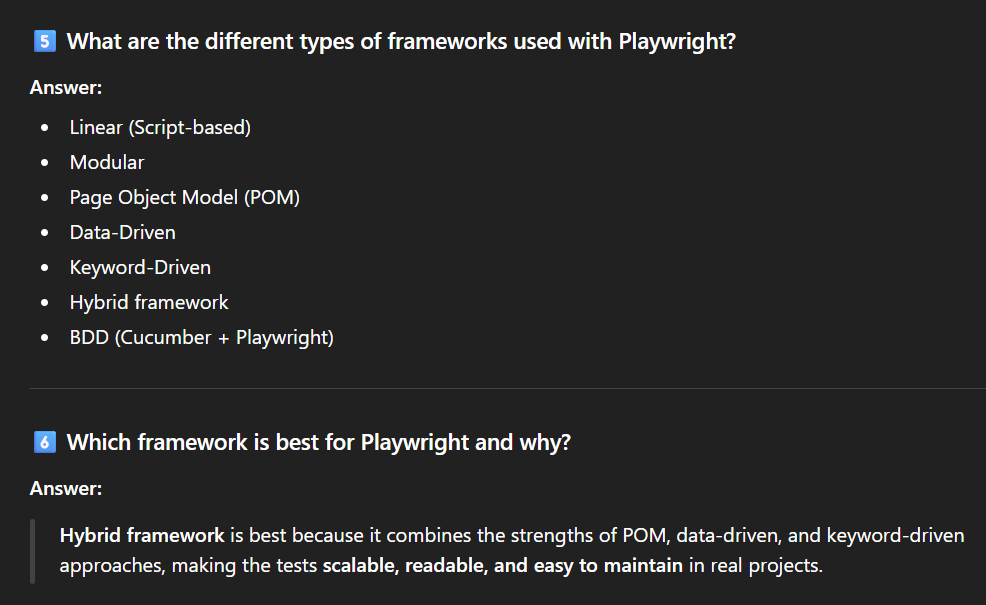 5 What are the different types of frameworks used with Playwright?
Answer:
• Linear (Script-based)
• Modular
• Page Object Model (POM)
• Data-Driven
• Keyword-Driven
• Hybrid framework
• BDD (Cucumber + Playwright)
6 Which framework is best for Playwright and why?
Answer:
Hybrid framework is best because it combines the strengths of POM, data-driven, and keyword-driven
approaches, making the tests scalable, readable, and easy to maintain in real projects.